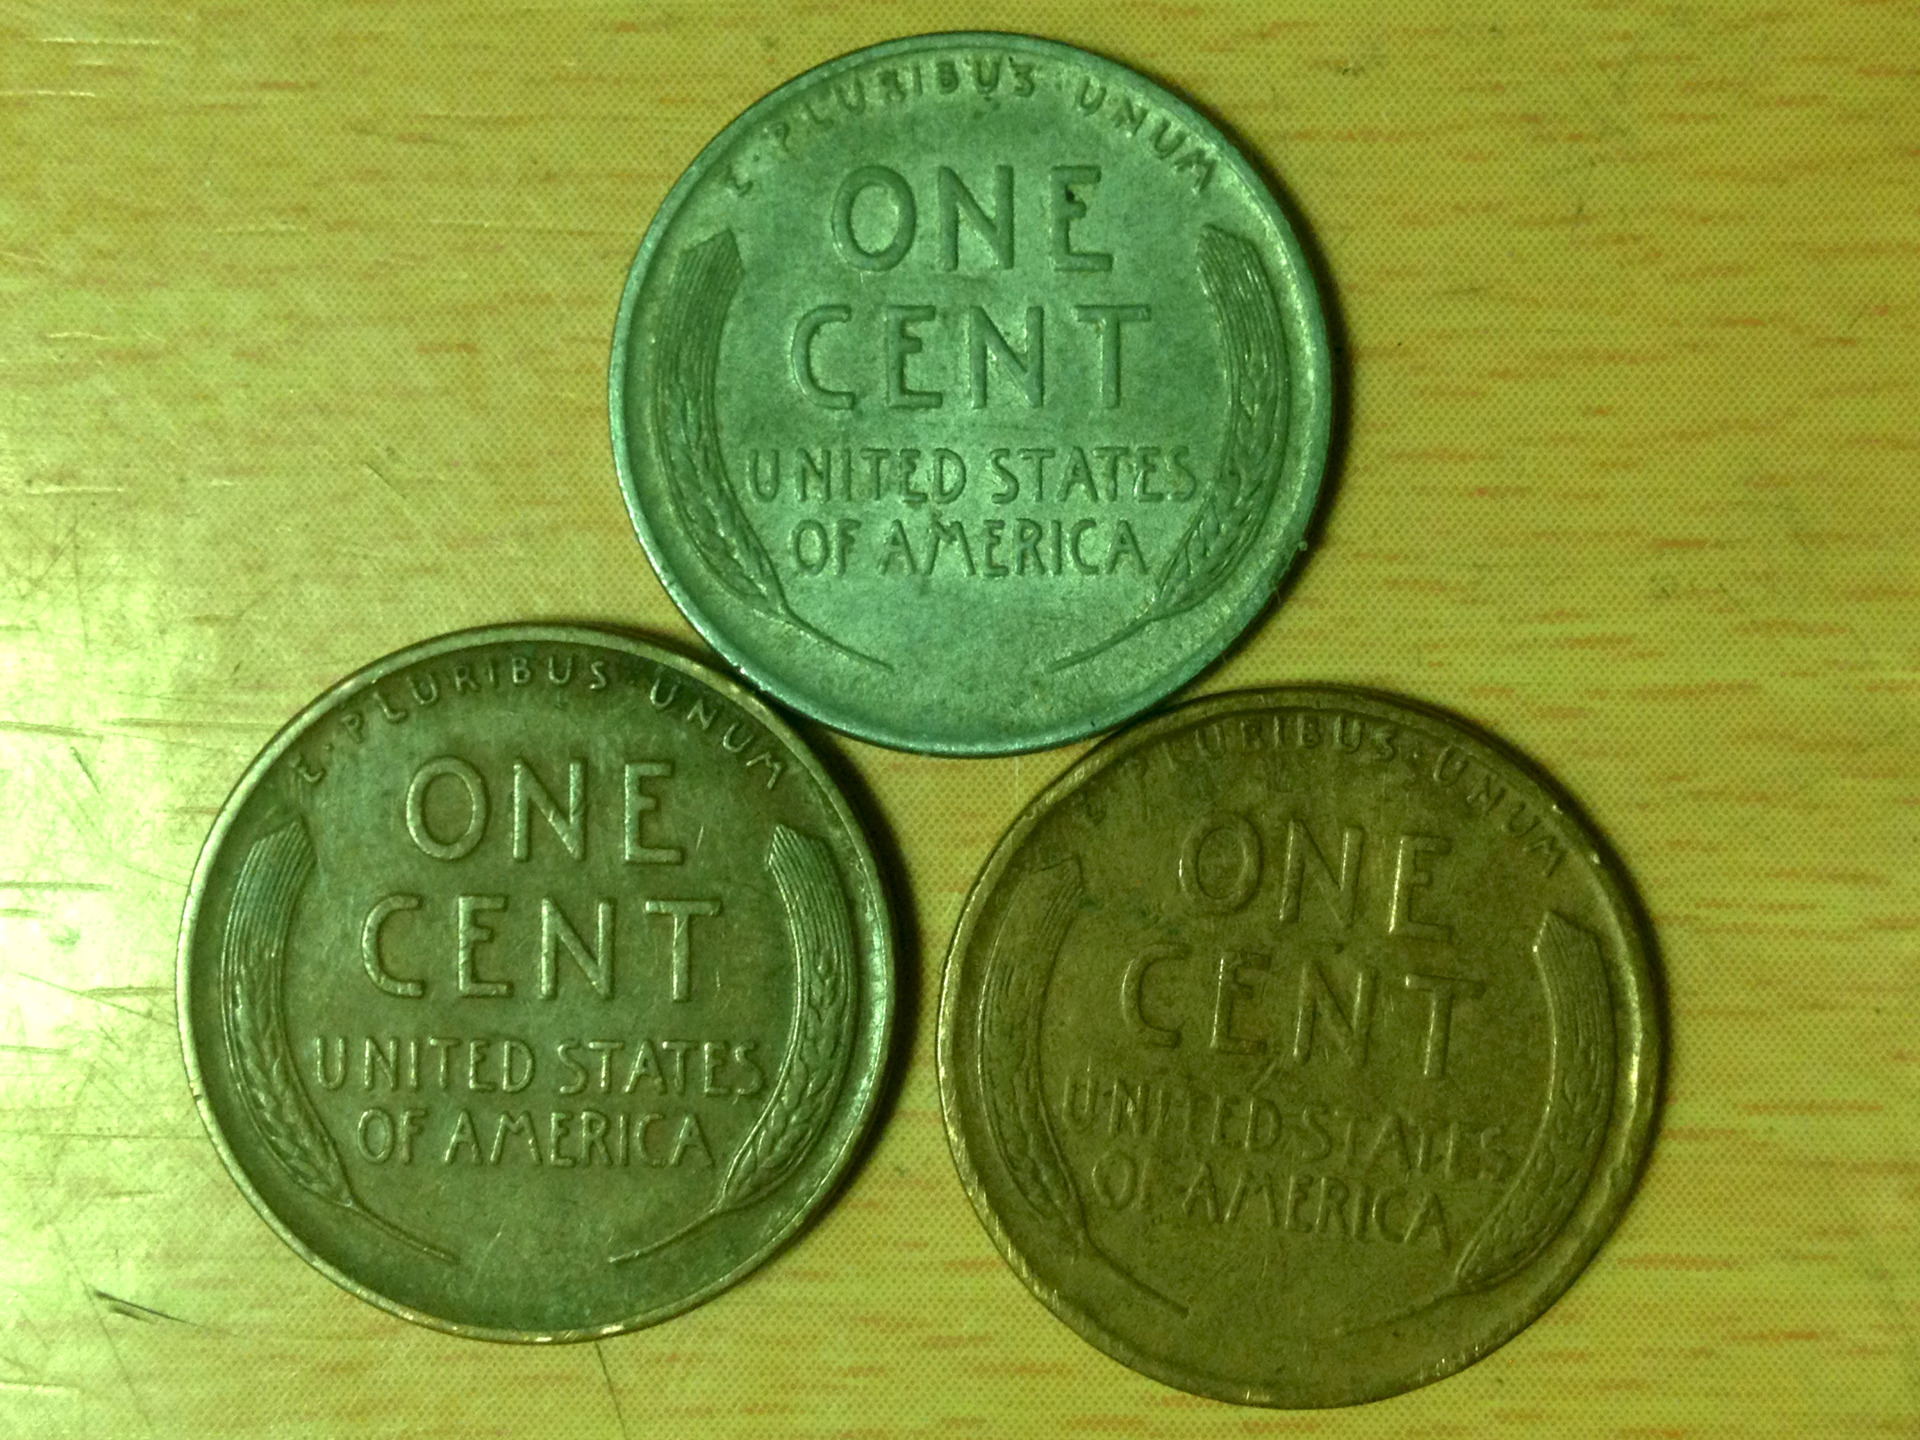 E · PLURIBUS · UNUM
ONE
CENT
UNITED STATES
OF AMERICA
E · PLURIBUS · UNUM
ONE
CENT
UNITED STATES
OF AMERICA
E · PLURIBUS · UNUM
ONE
CENT
UNITED STATES
OF AMERICA